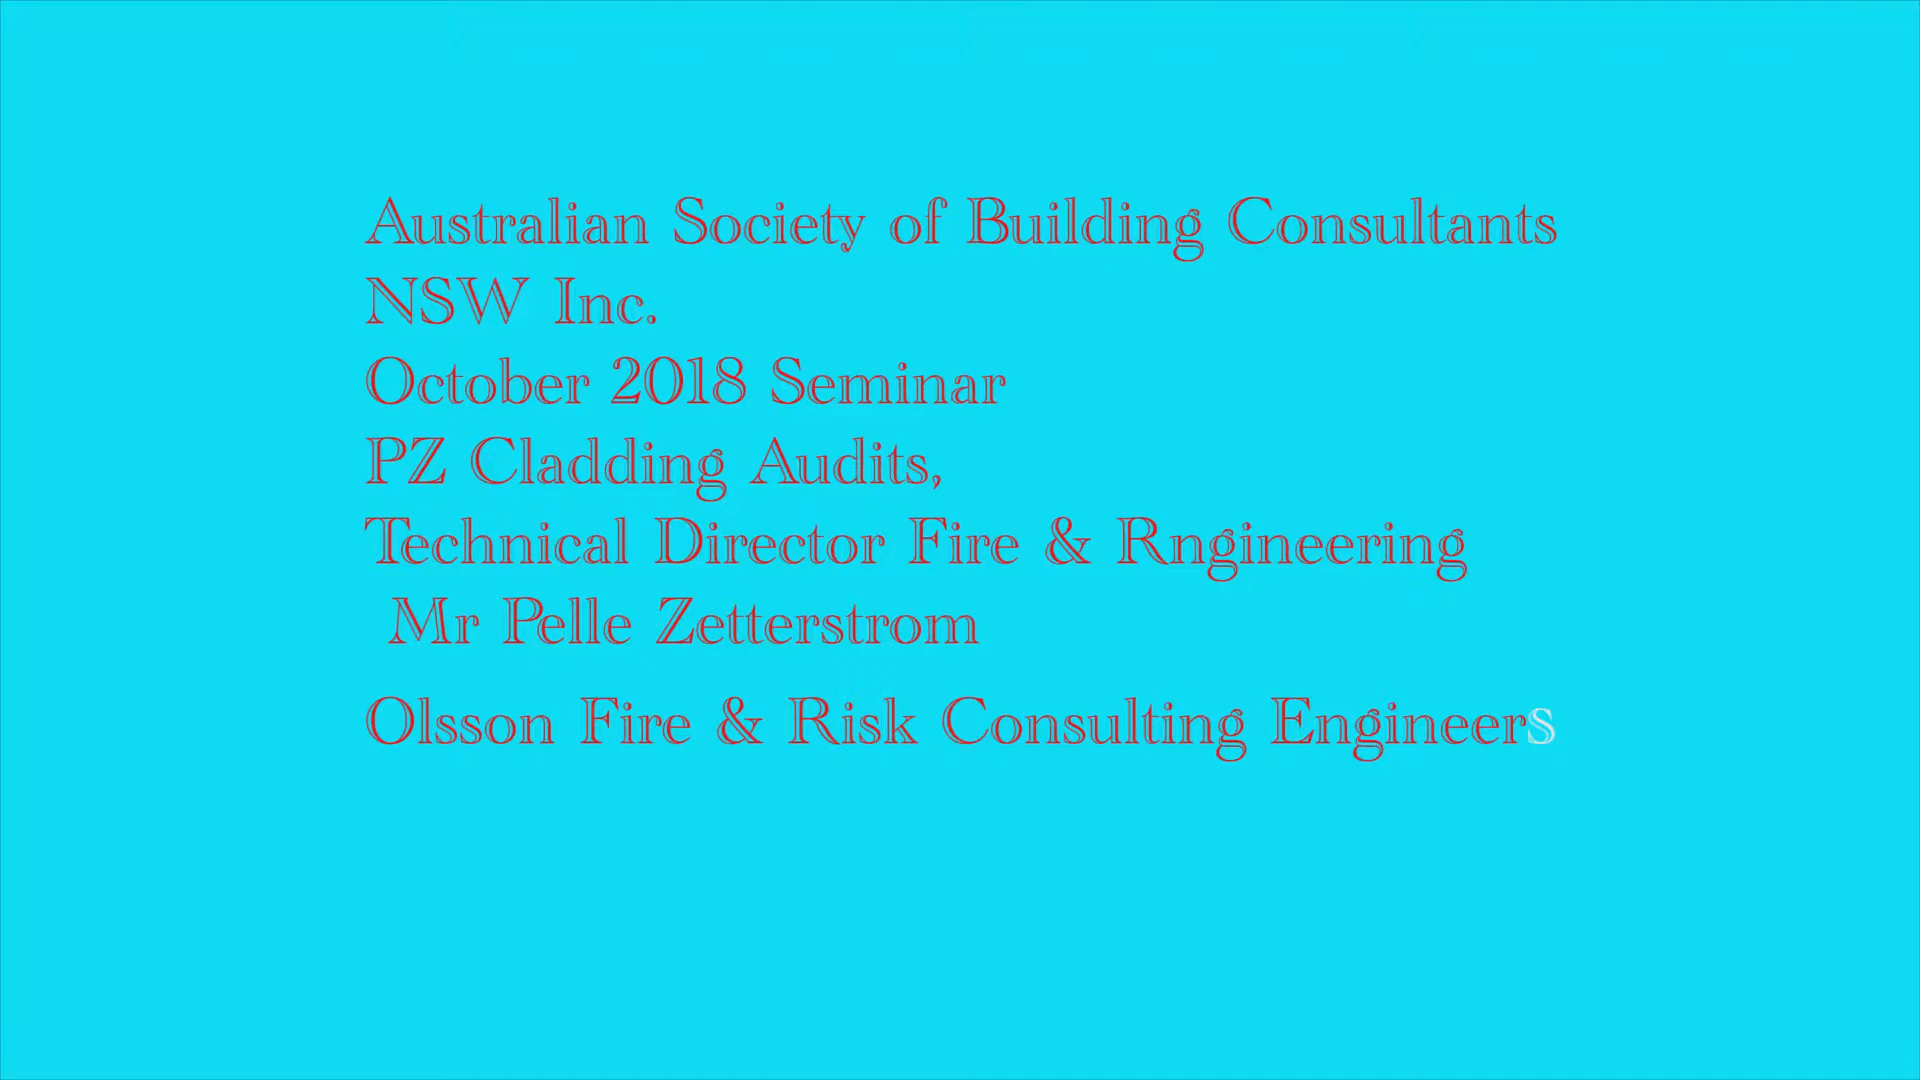 Australian Society of Building Consultants
NSW Inc.
October 2018 Seminar
PZ Cladding Audits,
Technical Director Fire & Rngineering
Mr Pelle Zetterstrom
Olsson Fire & Risk Consulting Engineers